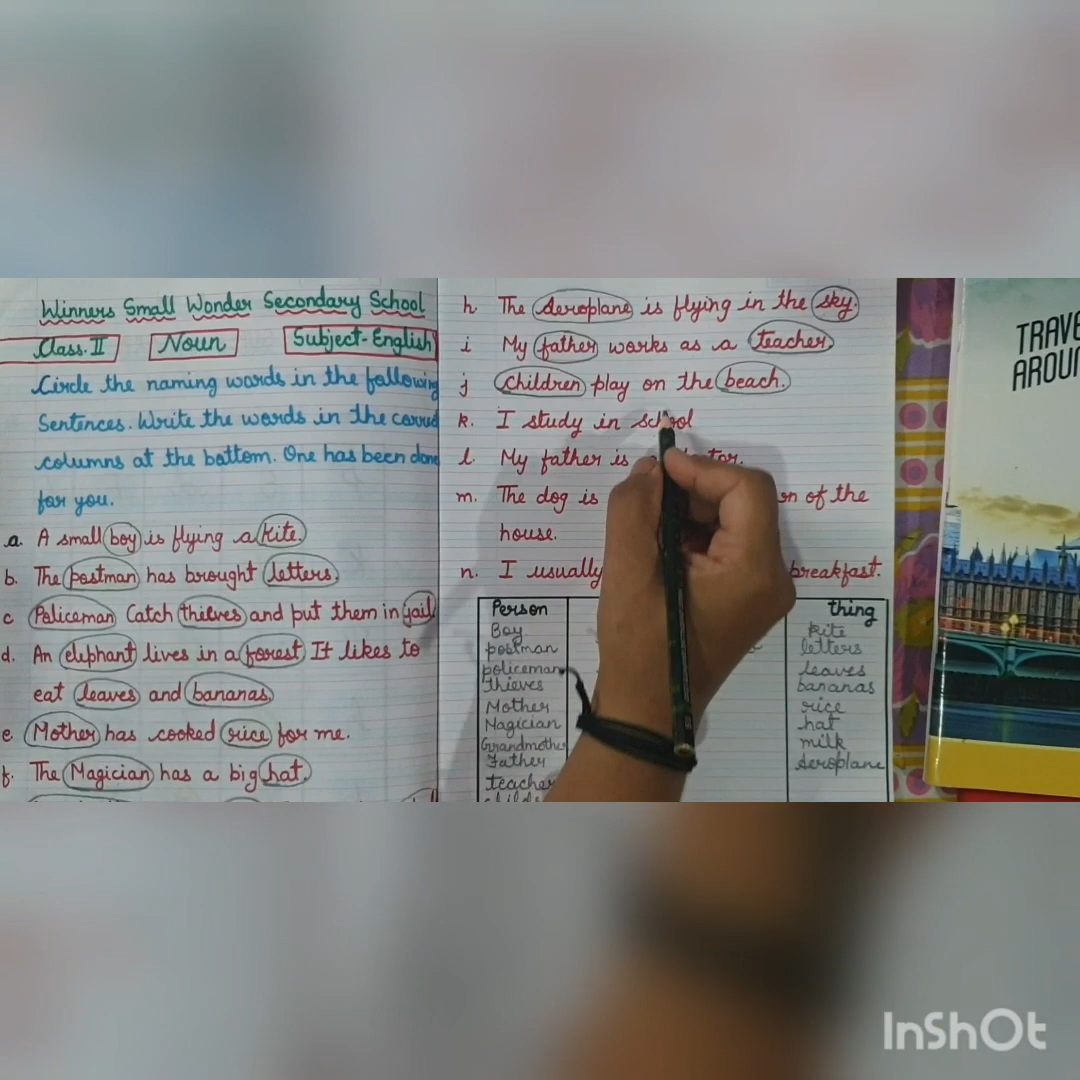 Winners Small Wonder Secondary School
Class. II
Noun
Subject - English
Circle the naming words in the following
Sentences. Write the words in the
columns at the bottom. One has been done
for you.
a. A small boy is flying a kite.
b. The postman has brought letters.
c Policeman Catch thieves and put them in jail
d. An elephant lives in a forest It likes to
eat leaves and bananas.
e Mother has cooked rice for me.
f. The Magician has a big hat.
h. The Aeroplane is flying in the sky.
i My father works as a teacher.
j Children play on the beach.
k. I study in school
l. My father is
m. The dog is of the
house.
n. I usually breakfast.
Person
Boy
postman
policeman
thieves
Mother
Magician
Grandmother
Father
teacher
thing
kite
letters
leaves
bananas
rice
hat
milk
Aeroplane
TRAVE
AROUN
InShOt